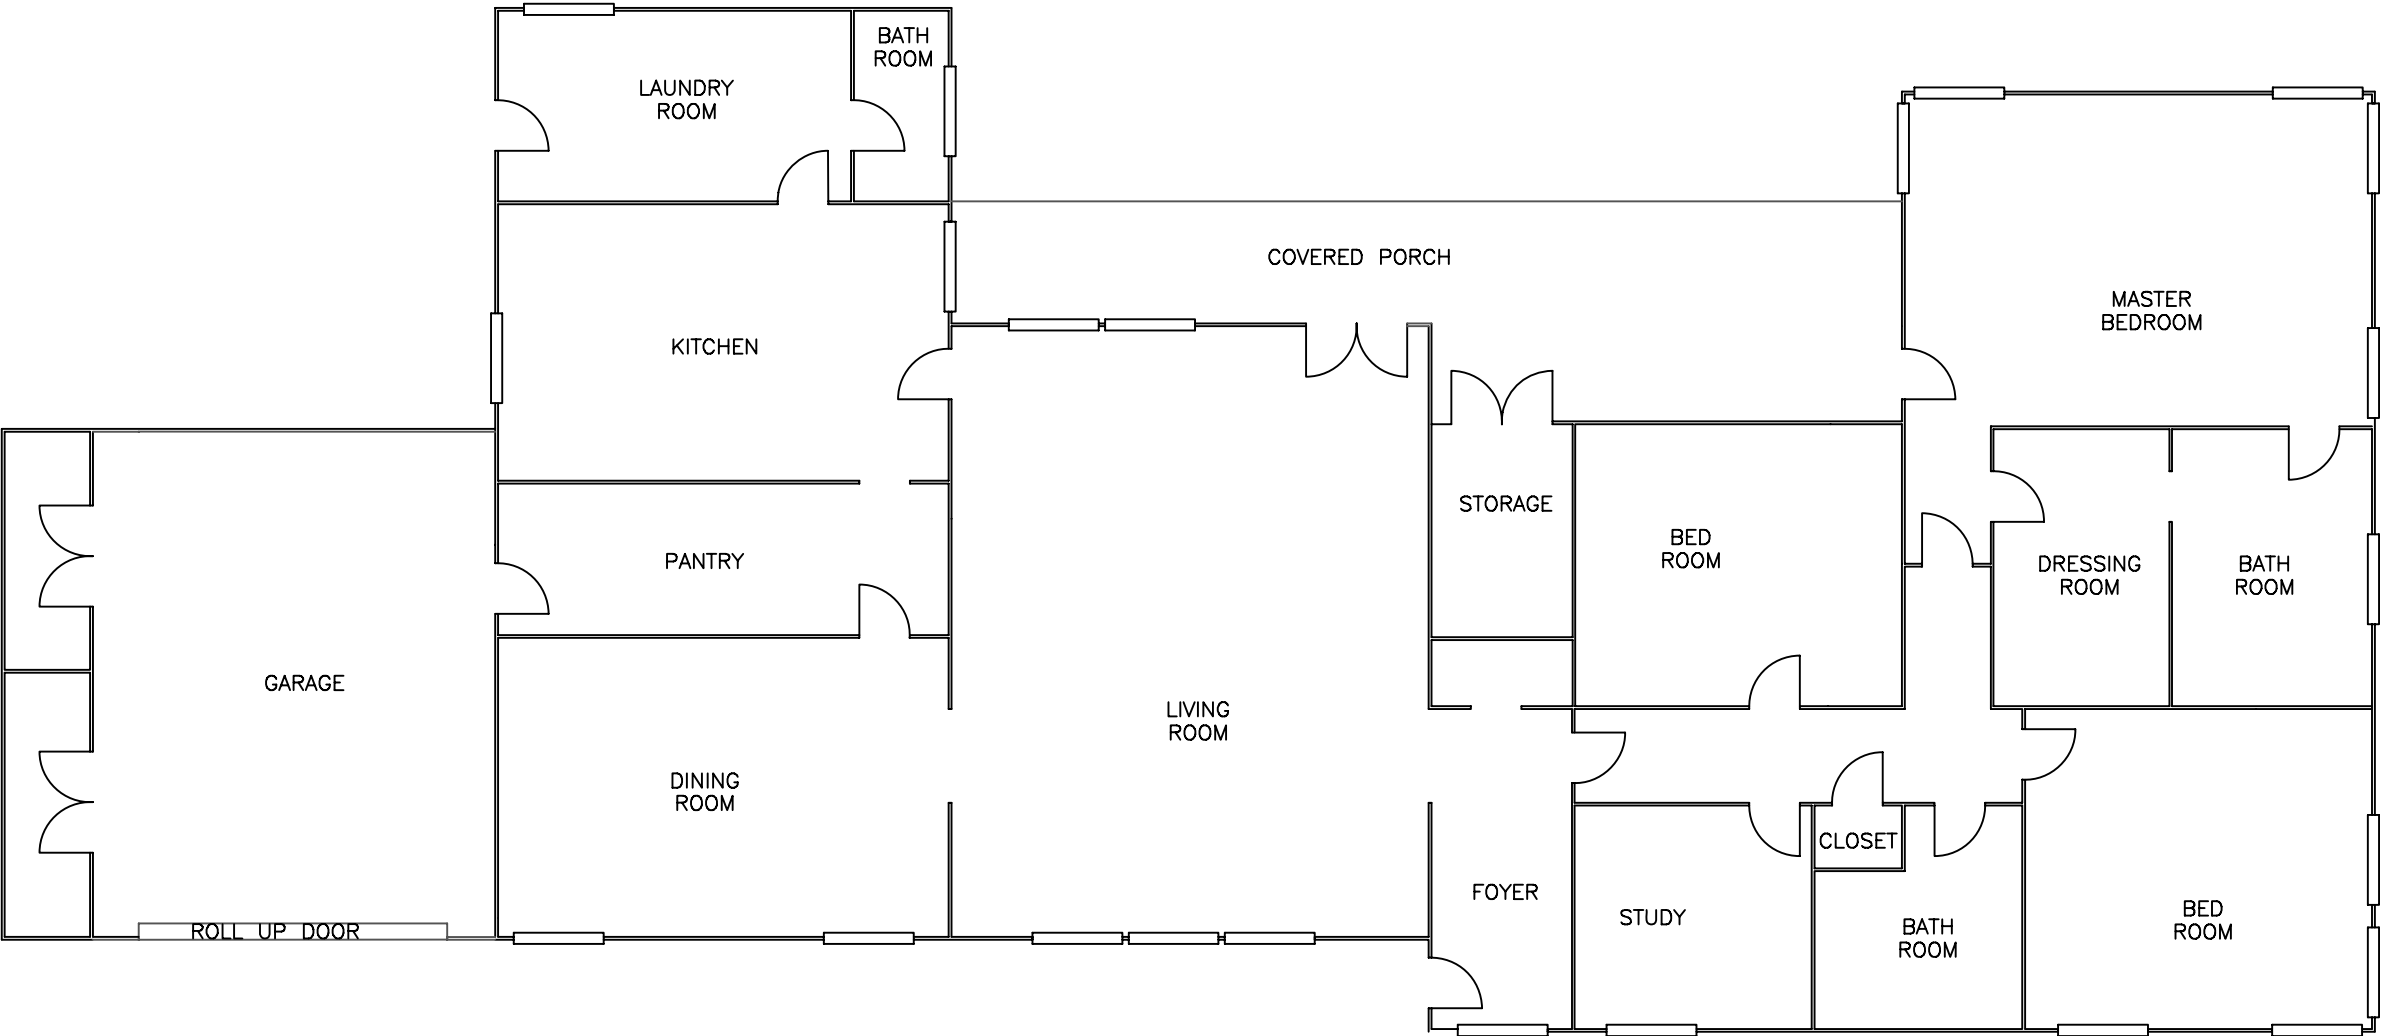 BATH
ROOM
LAUNDRY
ROOM
COVERED PORCH
MASTER
BEDROOM
KITCHEN
STORAGE
BED
ROOM
PANTRY
DRESSING
ROOM
BATH
ROOM
GARAGE
LIVING
ROOM
DINING
ROOM
CLOSET
FOYER
STUDY
BED
ROOM
BATH
ROOM
ROLL UP DOOR